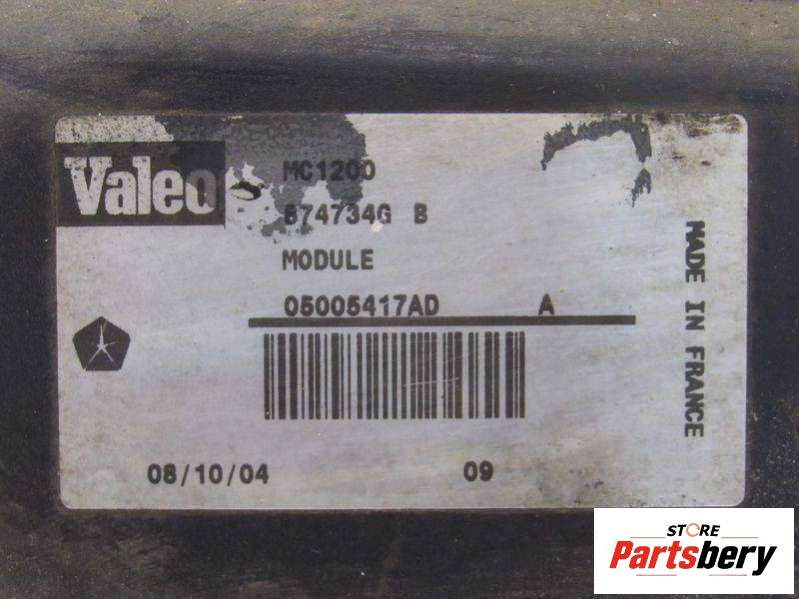 Valeo
MC1200
874734G B
MODULE
05005417AD A
08/10/04 09
MADE IN FRANCE
STORE
Partsbery